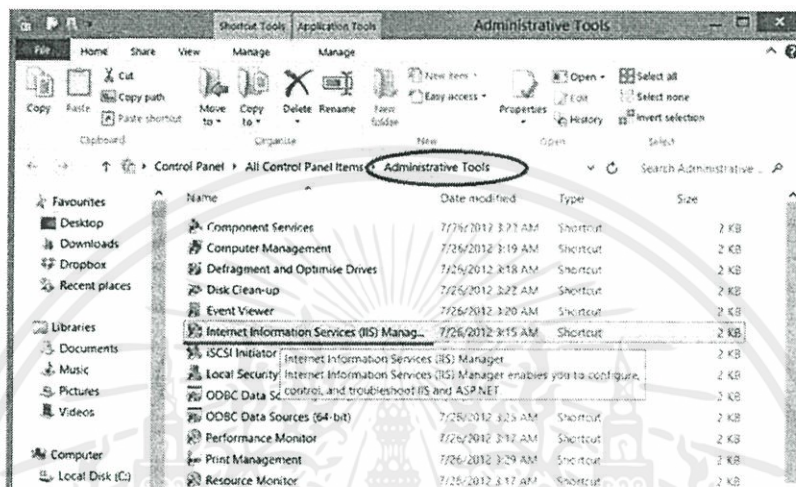 Shortcut Tools Application Tools Administrative Tools
File Home Share View Manage Manage
Copy Paste Cut Copy path Paste shortcut
Move to Copy to Delete Rename New folder
New item Easy access
Properties Open Edit History
Select all Select none Invert selection
Clipboard Organise New Open Select
Control Panel All Control Panel Items Administrative Tools Search Administrative ...
Favourites
Desktop
Downloads
Dropbox
Recent places
Libraries
Documents
Music
Pictures
Videos
Computer
Local Disk (C:)
Name Date modified Type Size
Component Services 7/26/2012 3:22 AM Shortcut 2 KB
Computer Management 7/26/2012 3:19 AM Shortcut 2 KB
Defragment and Optimise Drives 7/26/2012 3:18 AM Shortcut 2 KB
Disk Clean-up 7/26/2012 3:22 AM Shortcut 2 KB
Event Viewer 7/26/2012 3:20 AM Shortcut 2 KB
Internet Information Services (IIS) Manag... 7/26/2012 3:15 AM Shortcut 2 KB
iSCSI Initiator 2 KB
Local Security 2 KB
ODBC Data So 2 KB
Internet Information Services (IIS) Manager
Internet Information Services (IIS) Manager enables you to configure,
control, and troubleshoot IIS and ASP.NET
ODBC Data Sources (64-bit) 7/26/2012 3:25 AM Shortcut 2 KB
Performance Monitor 7/26/2012 3:17 AM Shortcut 2 KB
Print Management 7/26/2012 3:29 AM Shortcut 2 KB
Resource Monitor 7/26/2012 3:17 AM Shortcut 2 KB